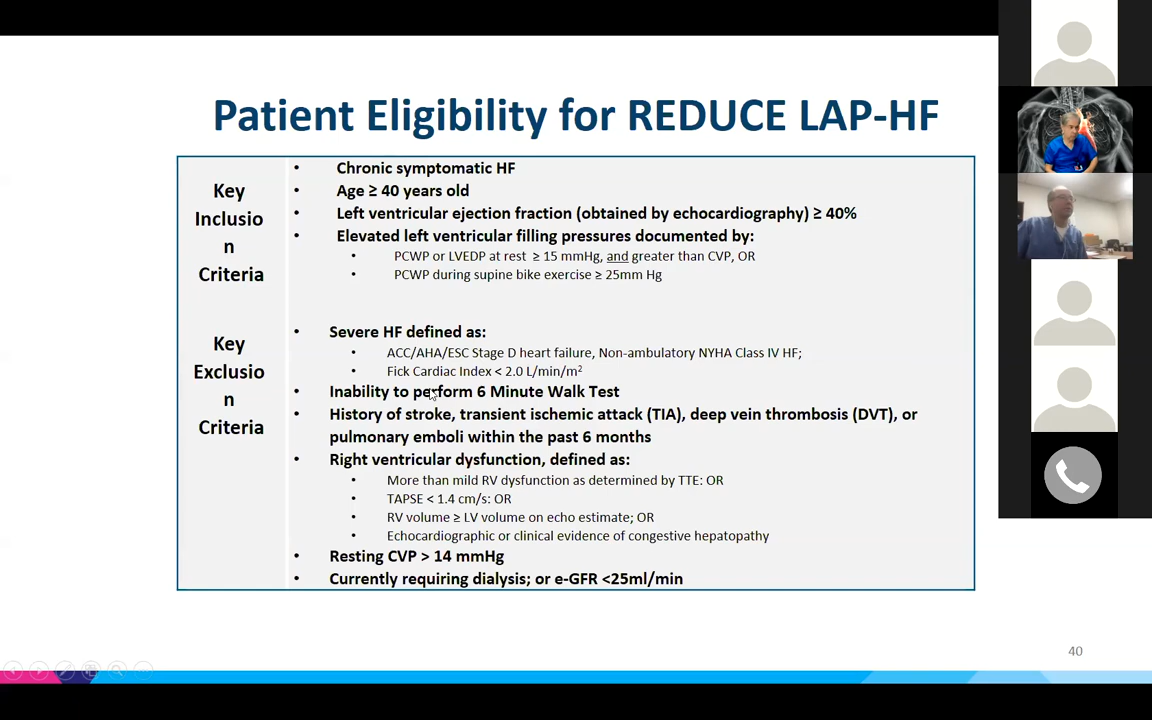 Patient Eligibility for REDUCE LAP-HF
Key
Inclusio
n
Criteria
• Chronic symptomatic HF
• Age ≥ 40 years old
• Left ventricular ejection fraction (obtained by echocardiography) ≥ 40%
• Elevated left ventricular filling pressures documented by:
• PCWP or LVEDP at rest ≥ 15 mmHg, and greater than CVP, OR
• PCWP during supine bike exercise ≥ 25mm Hg
Key
Exclusio
n
Criteria
• Severe HF defined as:
• ACC/AHA/ESC Stage D heart failure, Non-ambulatory NYHA Class IV HF;
• Fick Cardiac Index < 2.0 L/min/m²
• Inability to perform 6 Minute Walk Test
• History of stroke, transient ischemic attack (TIA), deep vein thrombosis (DVT), or
pulmonary emboli within the past 6 months
• Right ventricular dysfunction, defined as:
• More than mild RV dysfunction as determined by TTE: OR
• TAPSE < 1.4 cm/s: OR
• RV volume ≥ LV volume on echo estimate; OR
• Echocardiographic or clinical evidence of congestive hepatopathy
• Resting CVP > 14 mmHg
• Currently requiring dialysis; or e-GFR <25ml/min
40